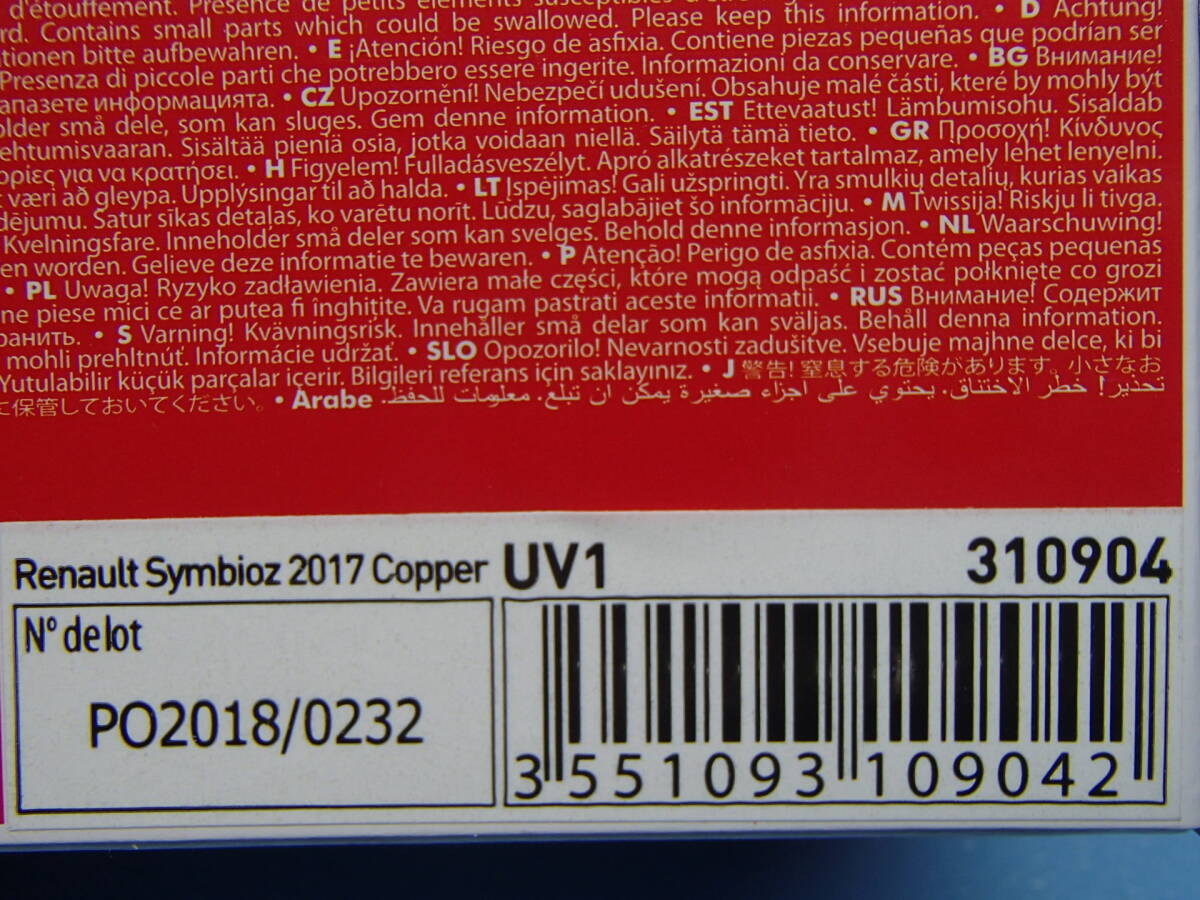 d'étouffement. Présence de petits éléments susceptibles d'être
rd. Contains small parts which could be swallowed. Please keep this information. • D Achtung!
tionen bitte aufbewahren. • E ¡Atención! Riesgo de asfixia. Contiene piezas pequeñas que podrían ser
Presenza di piccole parti che potrebbero essere ingerite. Informazioni da conservare. • BG Внимание!
апазете информацията. • CZ Upozornění! Nebezpečí udušení. Obsahuje malé části, které by mohly být
older små dele, som kan sluges. Gem denne information. • EST Ettevaatust! Lämbumisohu. Sisaldab
ehtumisvaaran. Sisältää pieniä osia, jotka voidaan niellä. Säilytä tämä tieto. • GR Προσοχή! Κίνδυνος
ορίες για να κρατήσει. • H Figyelem! Fulladásveszélyt. Apró alkatrészeket tartalmaz, amely lehet lenyelni.
t væri að gleypa. Upplýsingar til að halda. • LT Įspėjimas! Gali užspringti. Yra smulkių detalių, kurias vaikas
dējumu. Satur sīkas detaļas, ko varētu norīt. Lūdzu, saglabājiet šo informāciju. • M Twissija! Riskju li tivga.
Kvelningsfare. Inneholder små deler som kan svelges. Behold denne informasjon. • NL Waarschuwing!
en worden. Gelieve deze informatie te bewaren. • P Atenção! Perigo de asfixia. Contém peças pequenas
• PL Uwaga! Ryzyko zadławienia. Zawiera małe części, które mogą odpaść i zostać połknięte co grozi
ne piese mici ce ar putea fi înghițite. Va rugam pastrati aceste informatii. • RUS Внимание! Содержит
ранить. • S Varning! Kvävningsrisk. Innehåller små delar som kan sväljas. Behåll denna information.
mohli prehltnúť. Informácie udržať. • SLO Opozorilo! Nevarnosti zadušitve. Vsebuje majhne delce, ki bi
Yutulabilir küçük parçalar içerir. Bilgileri referans için saklayınız. • J 警告! 窒息する危険があります。小さなお
に保管しておいてください。 • Arabe تحذير! خطر الاختناق. يحتوي على اجزاء صغيرة يمكن ان تبلع. معلومات للحفظ.
Renault Symbioz 2017 Copper UV1 310904
N° de lot
PO2018/0232
3 551093 109042